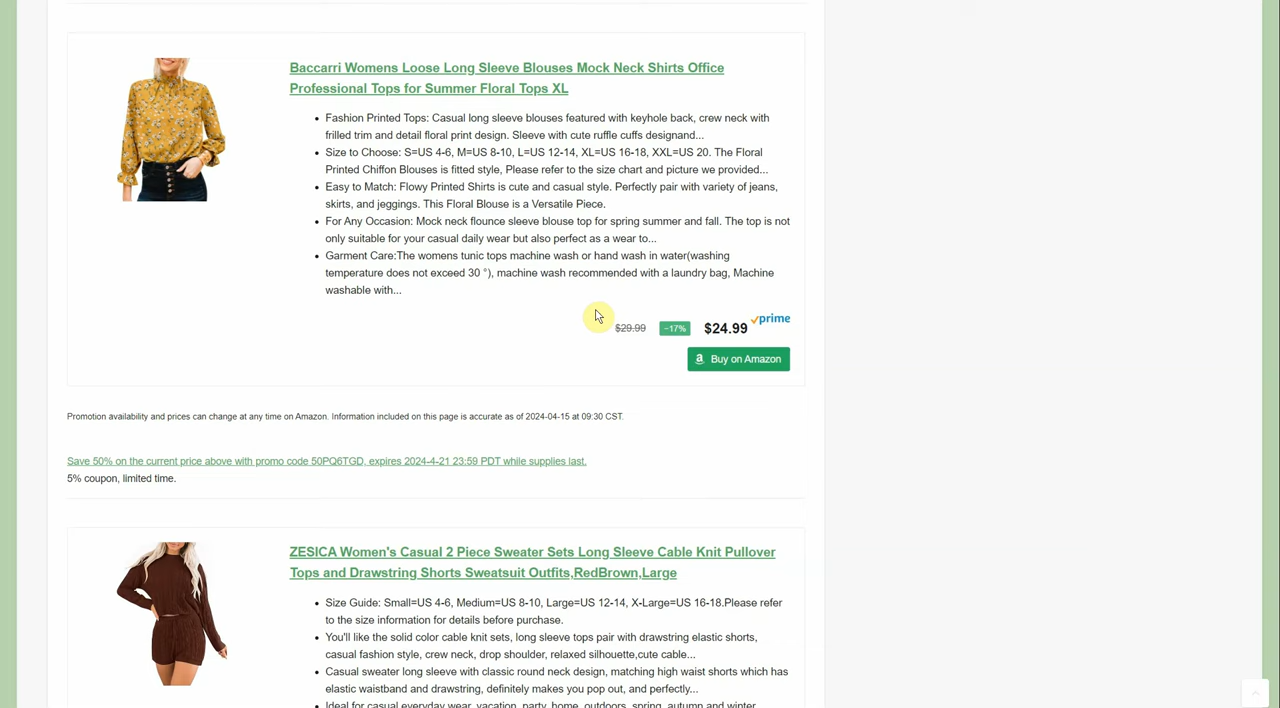 Baccarri Womens Loose Long Sleeve Blouses Mock Neck Shirts Office
Professional Tops for Summer Floral Tops XL
• Fashion Printed Tops: Casual long sleeve blouses featured with keyhole back, crew neck with
frilled trim and detail floral print design. Sleeve with cute ruffle cuffs designand...
• Size to Choose: S=US 4-6, M=US 8-10, L=US 12-14, XL=US 16-18, XXL=US 20. The Floral
Printed Chiffon Blouses is fitted style, Please refer to the size chart and picture we provided...
• Easy to Match: Flowy Printed Shirts is cute and casual style. Perfectly pair with variety of jeans,
skirts, and jeggings. This Floral Blouse is a Versatile Piece.
• For Any Occasion: Mock neck flounce sleeve blouse top for spring summer and fall. The top is not
only suitable for your casual daily wear but also perfect as a wear to...
• Garment Care:The womens tunic tops machine wash or hand wash in water(washing
temperature does not exceed 30 °), machine wash recommended with a laundry bag, Machine
washable with...
$29.99 −17% $24.99 prime
a Buy on Amazon
Promotion availability and prices can change at any time on Amazon. Information included on this page is accurate as of 2024-04-15 at 09:30 CST.
Save 50% on the current price above with promo code 50PQ6TGD, expires 2024-4-21 23:59 PDT while supplies last.
5% coupon, limited time.
ZESICA Women's Casual 2 Piece Sweater Sets Long Sleeve Cable Knit Pullover
Tops and Drawstring Shorts Sweatsuit Outfits,RedBrown,Large
• Size Guide: Small=US 4-6, Medium=US 8-10, Large=US 12-14, X-Large=US 16-18.Please refer
to the size information for details before purchase.
• You'll like the solid color cable knit sets, long sleeve tops pair with drawstring elastic shorts,
casual fashion style, crew neck, drop shoulder, relaxed silhouette,cute cable...
• Casual sweater long sleeve with classic round neck design, matching high waist shorts which has
elastic waistband and drawstring, definitely makes you pop out, and perfectly...
• Ideal for casual everyday wear, vacation, party, home, outdoors, spring, autumn and winter